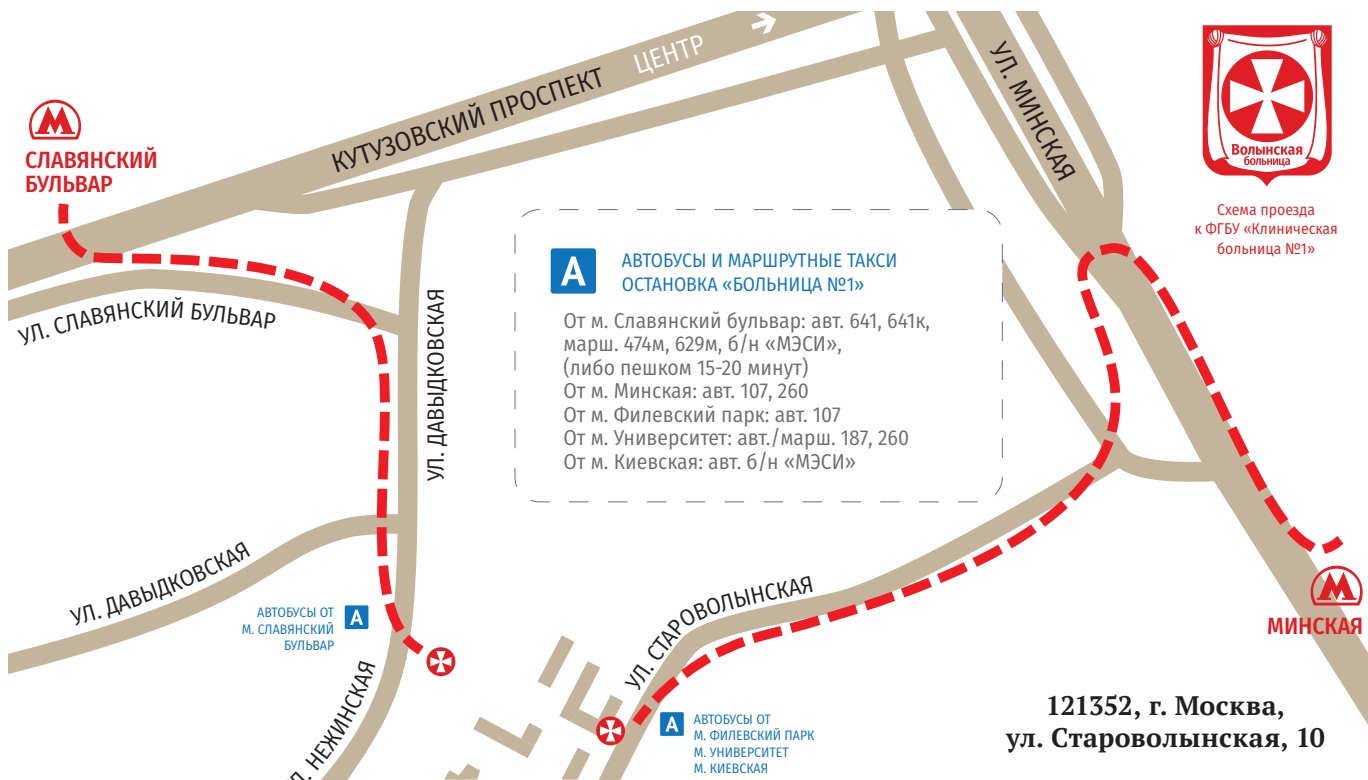 ЦЕНТР
КУТУЗОВСКИЙ ПРОСПЕКТ
УЛ. МИНСКАЯ
Волынская
больница
Схема проезда
к ФГБУ «Клиническая
больница №1»
М
СЛАВЯНСКИЙ
БУЛЬВАР
УЛ. СЛАВЯНСКИЙ БУЛЬВАР
УЛ. ДАВЫДКОВСКАЯ
А
АВТОБУСЫ И МАРШРУТНЫЕ ТАКСИ
ОСТАНОВКА «БОЛЬНИЦА №1»
От м. Славянский бульвар: авт. 641, 641к,
марш. 474м, 629м, б/н «МЭСИ»,
(либо пешком 15-20 минут)
От м. Минская: авт. 107, 260
От м. Филевский парк: авт. 107
От м. Университет: авт./марш. 187, 260
От м. Киевская: авт. б/н «МЭСИ»
УЛ. ДАВЫДКОВСКАЯ
АВТОБУСЫ ОТ
М. СЛАВЯНСКИЙ
БУЛЬВАР
А
УЛ. СТАРОВОЛЫНСКАЯ
М
МИНСКАЯ
Л. НЕЖИНСКАЯ
А
АВТОБУСЫ ОТ
М. ФИЛЕВСКИЙ ПАРК
М. УНИВЕРСИТЕТ
М. КИЕВСКАЯ
121352, г. Москва,
ул. Староволынская, 10